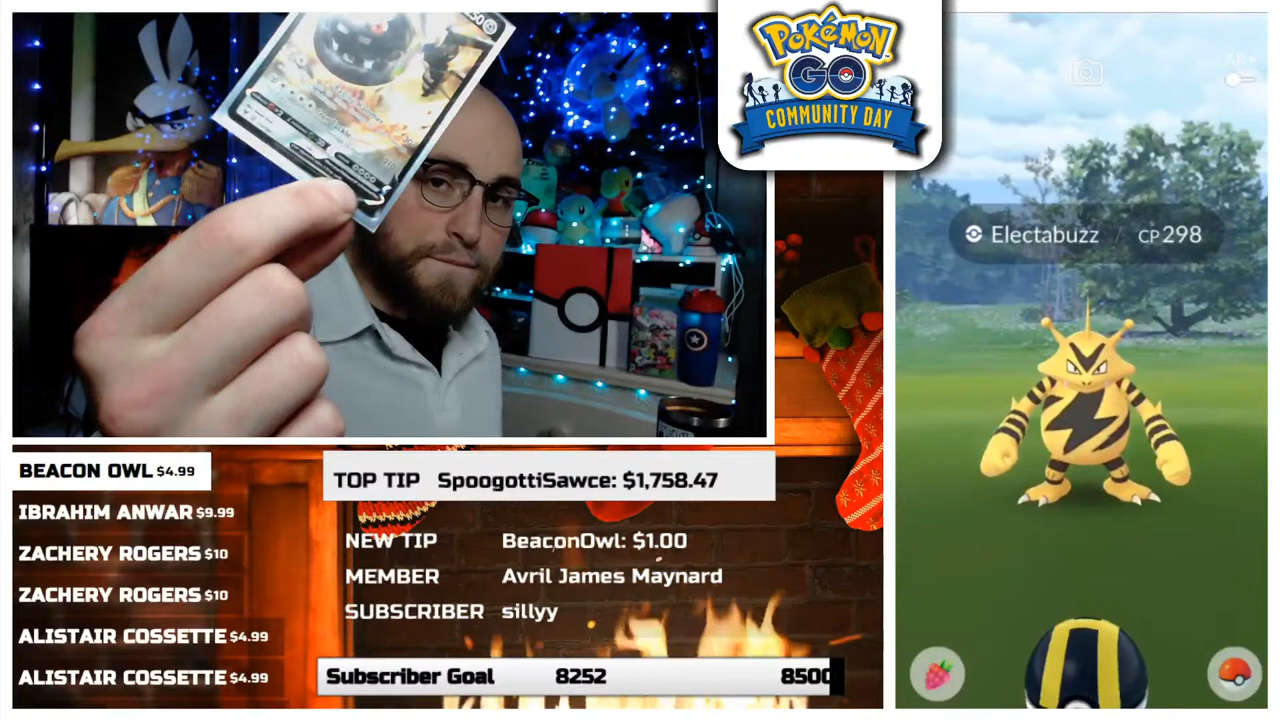 Pokémon
GO
COMMUNITY DAY
AR+
Electabuzz / CP298
BEACON OWL $4.99
IBRAHIM ANWAR $9.99
ZACHERY ROGERS $10
ZACHERY ROGERS $10
ALISTAIR COSSETTE $4.99
ALISTAIR COSSETTE $4.99
TOP TIP SpoogottiSawce: $1,758.47
NEW TIP BeaconOwl: $1.00
MEMBER Avril James Maynard
SUBSCRIBER sillyy
Subscriber Goal 8252 8500